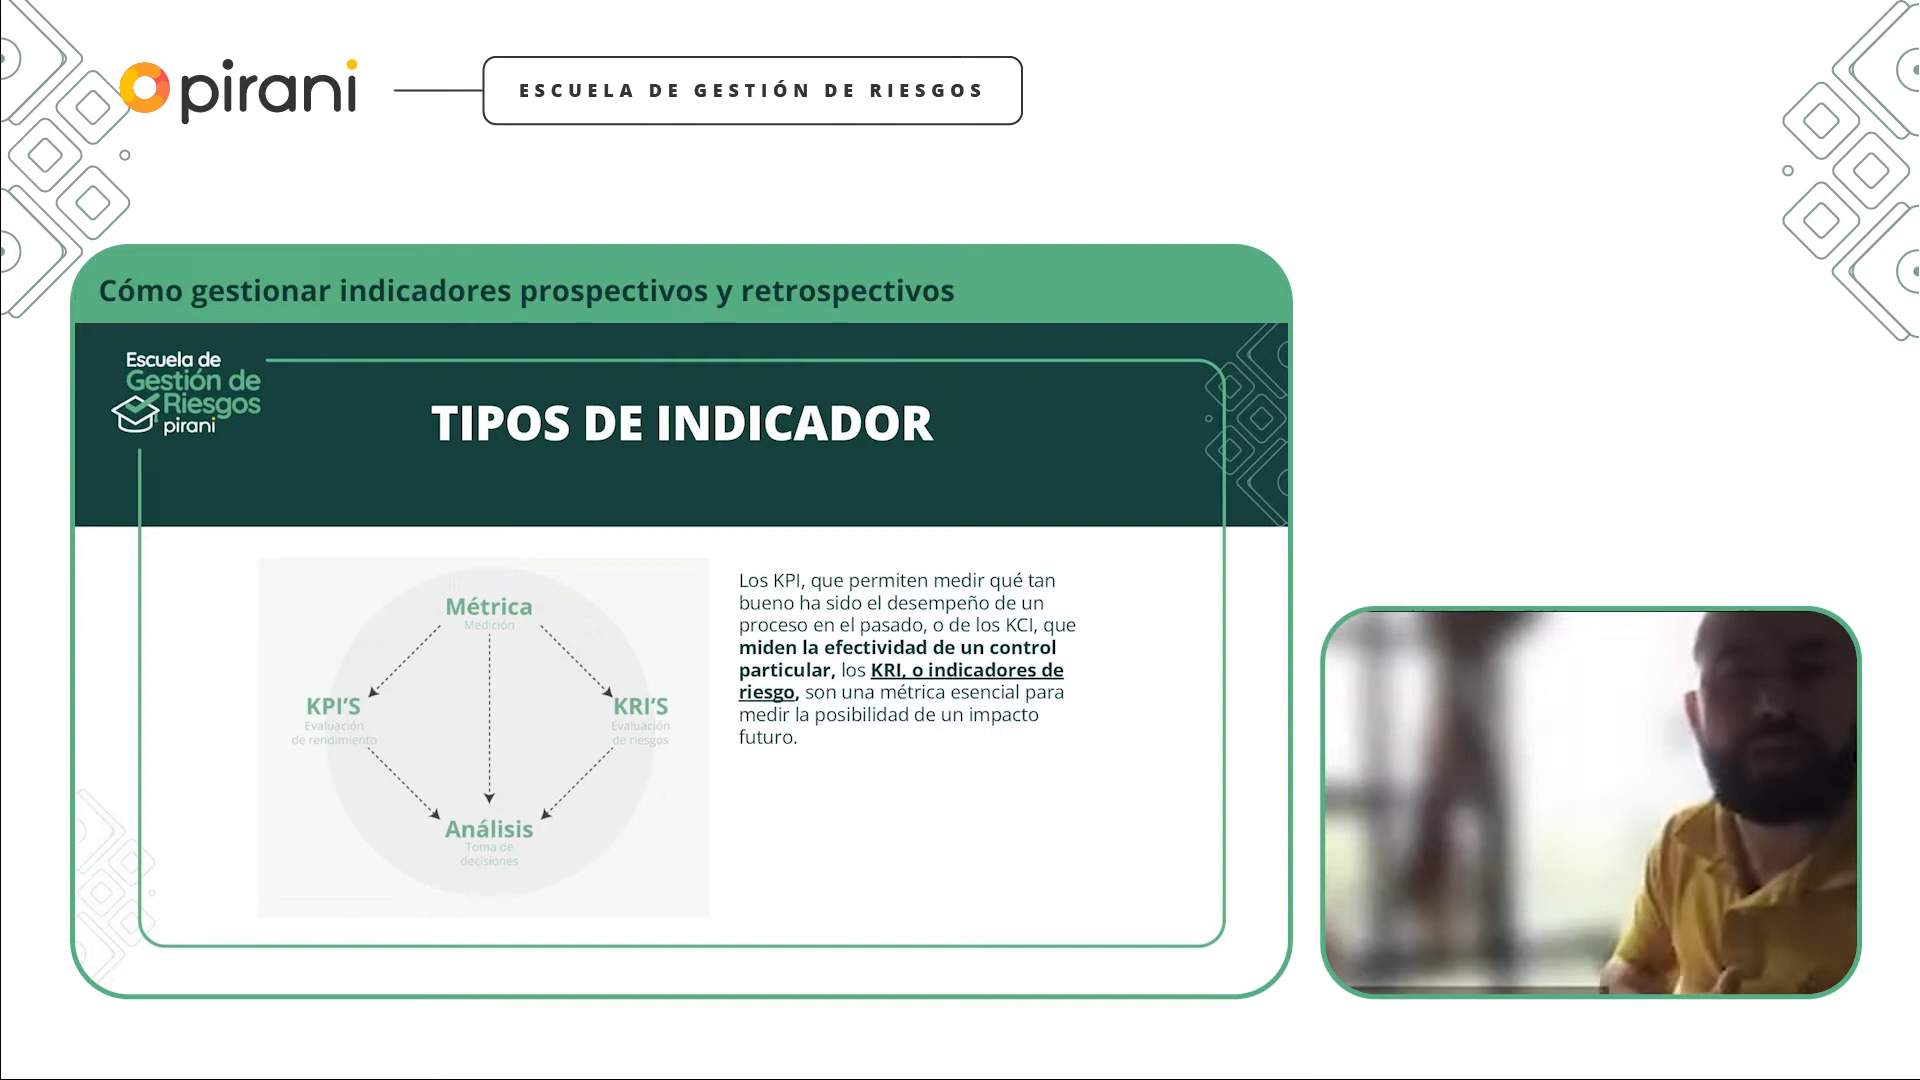 pirani
ESCUELA DE GESTIÓN DE RIESGOS
Cómo gestionar indicadores prospectivos y retrospectivos
Escuela de
Gestión de
Riesgos
pirani
TIPOS DE INDICADOR
Métrica
Medición
KPI'S
Evaluación
de rendimiento
KRI'S
Evaluación
de riesgos
Análisis
Toma de
decisiones
Los KPI, que permiten medir qué tan
bueno ha sido el desempeño de un
proceso en el pasado, o de los KCI, que
miden la efectividad de un control
particular, los KRI, o indicadores de
riesgo, son una métrica esencial para
medir la posibilidad de un impacto
futuro.